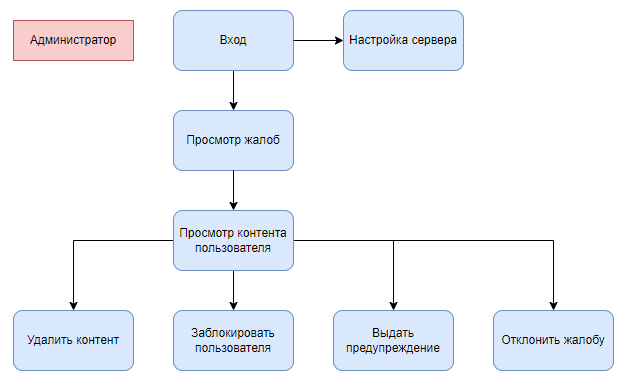 Администратор
Вход
Настройка сервера
Просмотр жалоб
Просмотр контента
пользователя
Удалить контент
Заблокировать
пользователя
Выдать
предупреждение
Отклонить жалобу